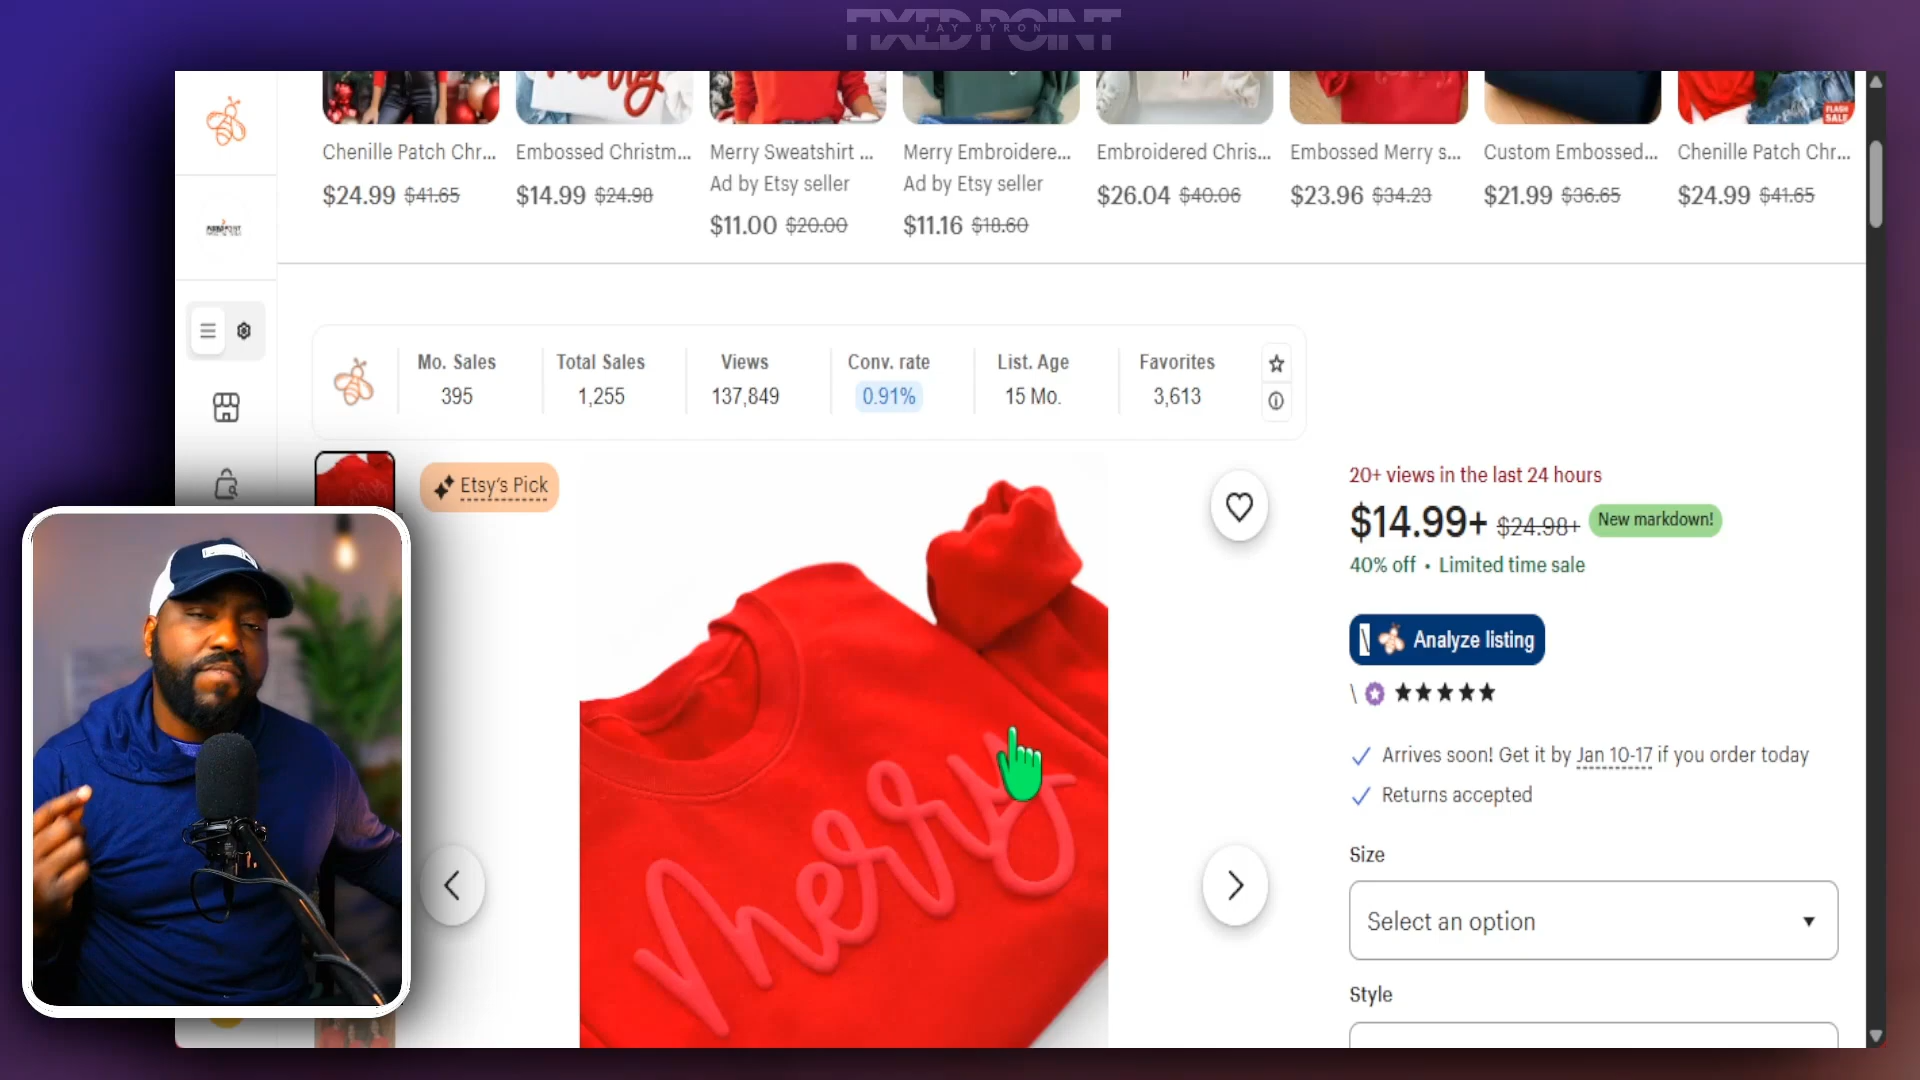 FIXED POINT
JAY BYRON
Chenille Patch Chr...
$24.99 $41.65
Embossed Christm...
$14.99 $24.98
Merry Sweatshirt ...
Ad by Etsy seller
$11.00 $20.00
Merry Embroidere...
Ad by Etsy seller
$11.16 $18.60
Embroidered Chris...
$26.04 $40.06
Embossed Merry s...
$23.96 $34.23
Custom Embossed...
$21.99 $36.65
FLASH
SALE
Chenille Patch Chr...
$24.99 $41.65
Mo. Sales
395
Total Sales
1,255
Views
137,849
Conv. rate
0.91%
List. Age
15 Mo.
Favorites
3,613
Etsy's Pick
merry
20+ views in the last 24 hours
$14.99+ $24.98+ New markdown!
40% off • Limited time sale
Analyze listing
Arrives soon! Get it by Jan 10-17 if you order today
Returns accepted
Size
Select an option
Style